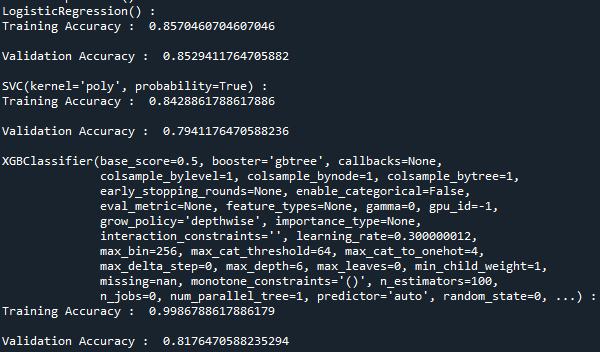 LogisticRegression() :
Training Accuracy :  0.8570460704607046
Validation Accuracy :  0.8529411764705882
SVC(kernel='poly', probability=True) :
Training Accuracy :  0.8428861788617886
Validation Accuracy :  0.7941176470588236
XGBClassifier(base_score=0.5, booster='gbtree', callbacks=None,
colsample_bylevel=1, colsample_bynode=1, colsample_bytree=1,
early_stopping_rounds=None, enable_categorical=False,
eval_metric=None, feature_types=None, gamma=0, gpu_id=-1,
grow_policy='depthwise', importance_type=None,
interaction_constraints='', learning_rate=0.300000012,
max_bin=256, max_cat_threshold=64, max_cat_to_onehot=4,
max_delta_step=0, max_depth=6, max_leaves=0, min_child_weight=1,
missing=nan, monotone_constraints='()', n_estimators=100,
n_jobs=0, num_parallel_tree=1, predictor='auto', random_state=0, ...) :
Training Accuracy :  0.9986788617886179
Validation Accuracy :  0.8176470588235294